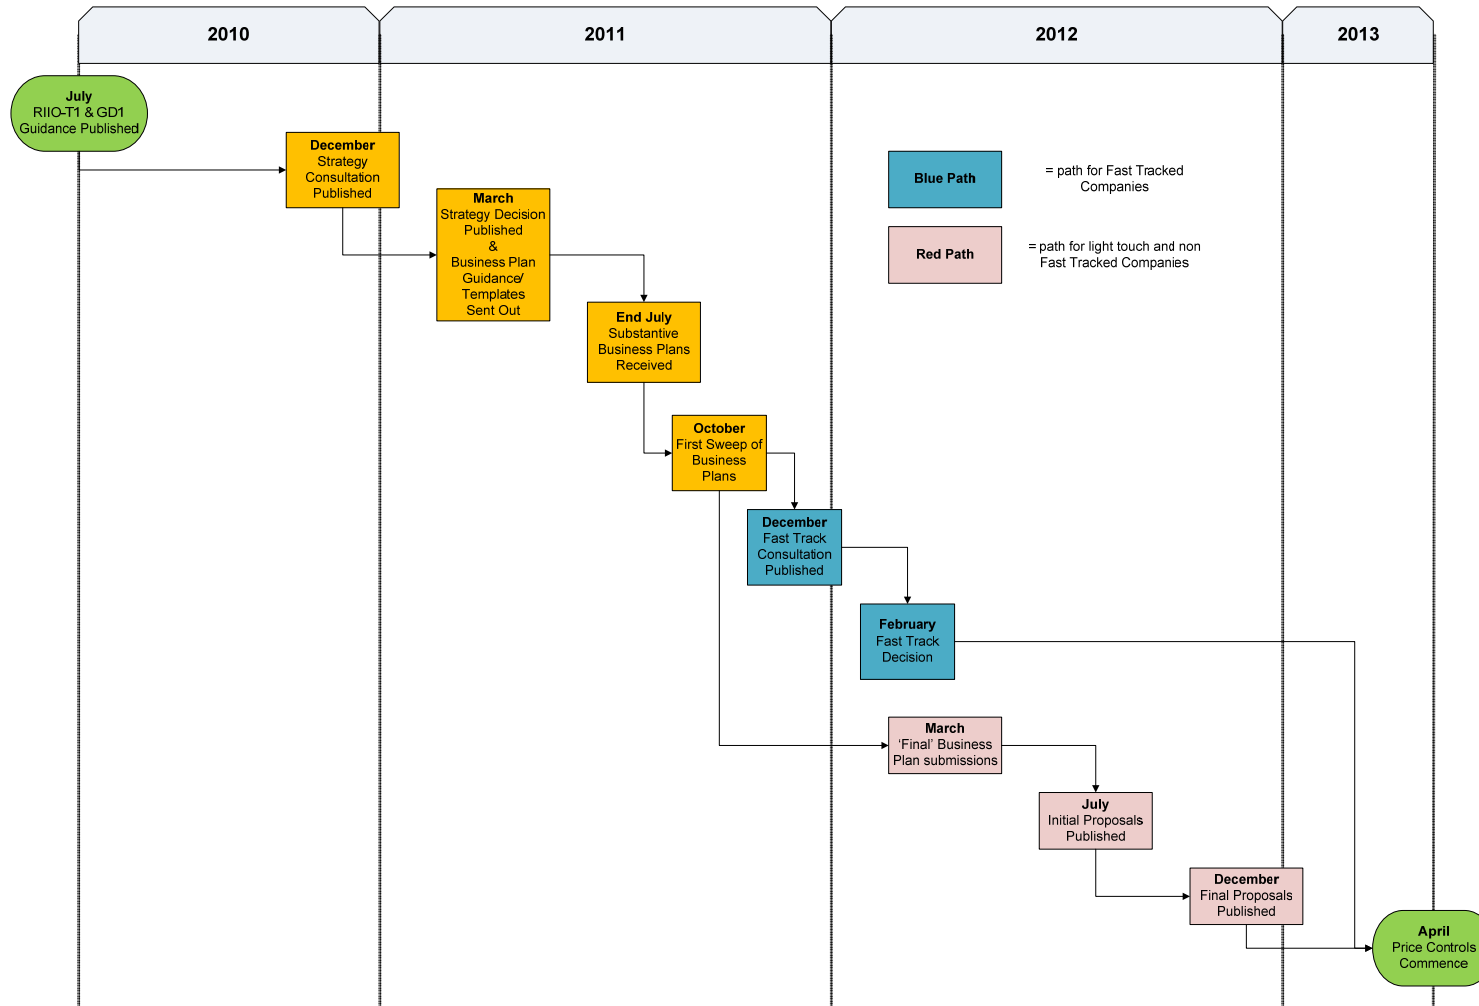 2010
2011
2012
2013
July
RIIO-T1 & GD1
Guidance Published
December
Strategy
Consultation
Published
March
Strategy Decision
Published
&
Business Plan
Guidance/
Templates
Sent Out
End July
Substantive
Business Plans
Received
October
First Sweep of
Business
Plans
December
Fast Track
Consultation
Published
February
Fast Track
Decision
Blue Path
= path for Fast Tracked
Companies
Red Path
= path for light touch and non
Fast Tracked Companies
March
‘Final’ Business
Plan submissions
July
Initial Proposals
Published
December
Final Proposals
Published
April
Price Controls
Commence